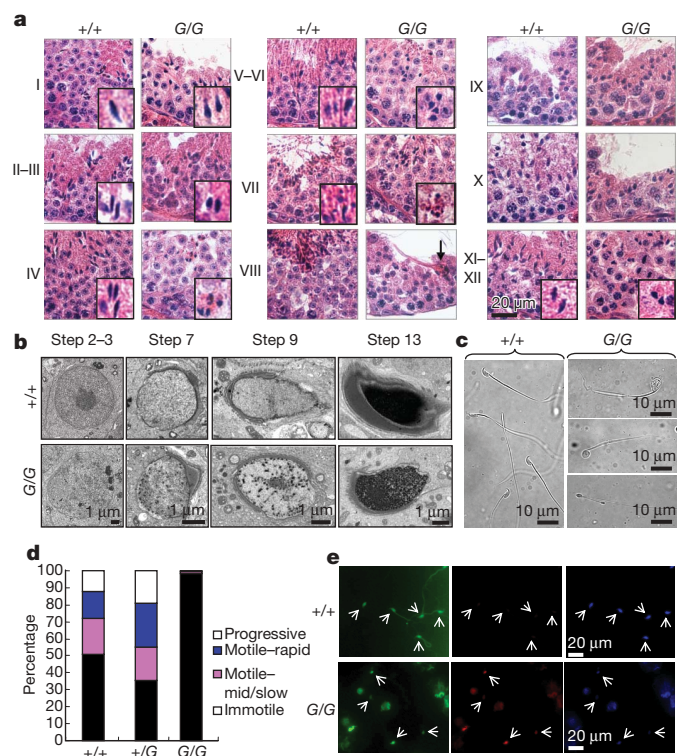 a
+/+ G/G +/+ G/G +/+ G/G
I V–VI IX
II–III VII X
IV VIII XI–
XII
20 μm
b
Step 2–3 Step 7 Step 9 Step 13
+/+
G/G
1 μm 1 μm 1 μm 1 μm
c
+/+ G/G
10 μm
10 μm
10 μm 10 μm
d
100
90
80
70
60
50
40
30
20
10
0
Percentage
Progressive
Motile–rapid
Motile–
mid/slow
Immotile
+/+ +/G G/G
e
+/+
20 μm
G/G
20 μm